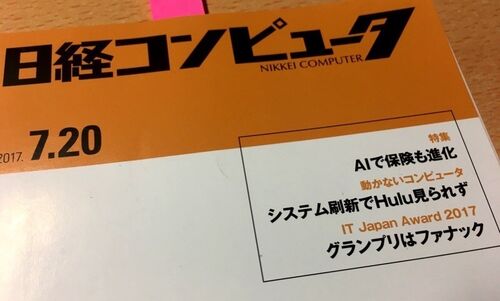 日経コンピュータ
NIKKEI COMPUTER
2017. 7.20
特集
AIで保険も進化
動かないコンピュータ
システム刷新でHulu見られず
IT Japan Award 2017
グランプリはファナック